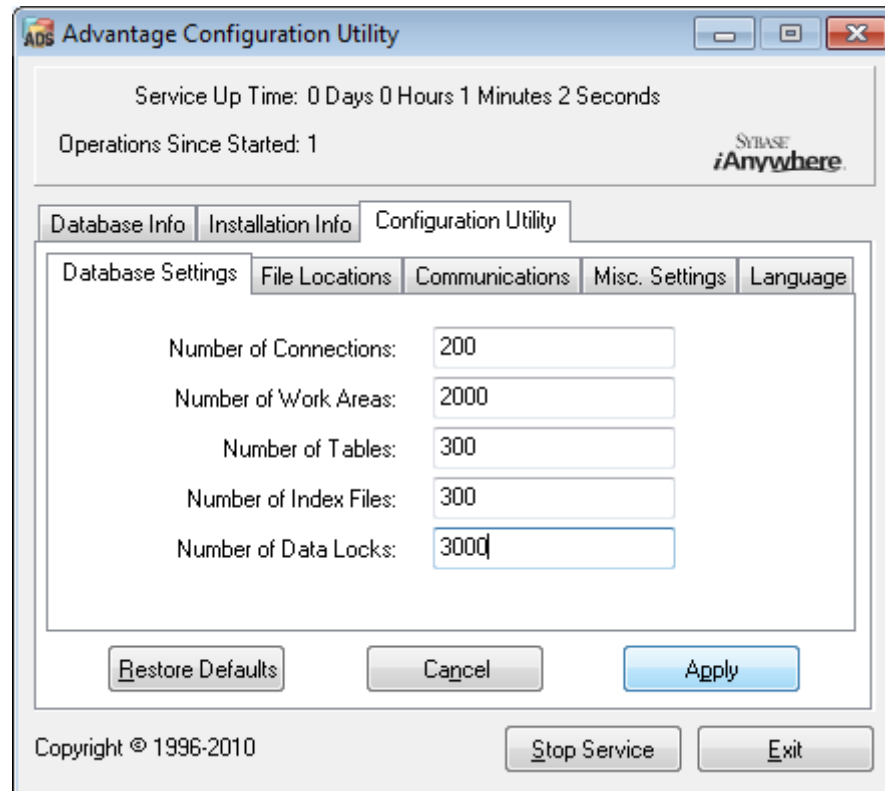 ADS Advantage Configuration Utility
Service Up Time: 0 Days 0 Hours 1 Minutes 2 Seconds
Operations Since Started: 1
SYBASE
iAnywhere.
Database Info Installation Info Configuration Utility
Database Settings File Locations Communications Misc. Settings Language
Number of Connections: 200
Number of Work Areas: 2000
Number of Tables: 300
Number of Index Files: 300
Number of Data Locks: 3000
Restore Defaults Cancel Apply
Copyright © 1996-2010 Stop Service Exit